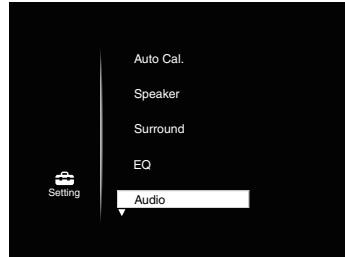 Auto Cal.
Speaker
Surround
EQ
Setting
Audio